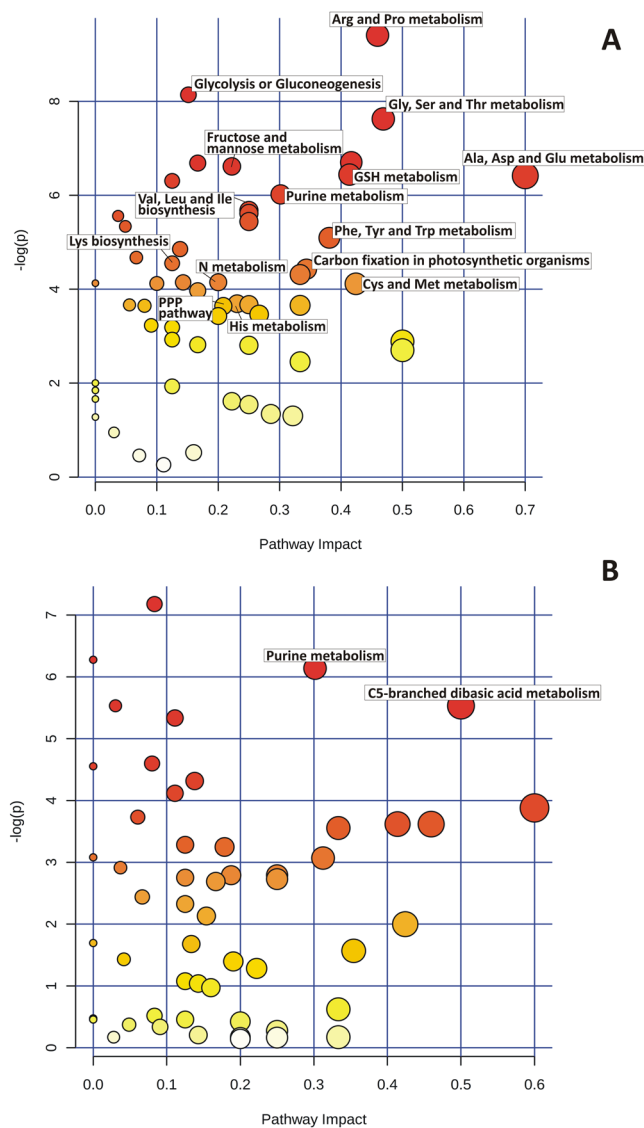 Arg and Pro metabolism
A
Glycolysis or Gluconeogenesis
8
Gly, Ser and Thr metabolism
Fructose and
mannose metabolism
Ala, Asp and Glu metabolism
GSH metabolism
6
Val, Leu and Ile
biosynthesis
Purine metabolism
Phe, Tyr and Trp metabolism
Lys biosynthesis
-log(p)
N metabolism
Carbon fixation in photosynthetic organisms
4
Cys and Met metabolism
PPP
pathway
His metabolism
2
0
0.0 0.1 0.2 0.3 0.4 0.5 0.6 0.7
Pathway Impact
B
7
Purine metabolism
6
C5-branched dibasic acid metabolism
5
4
-log(p)
3
2
1
0
0.0 0.1 0.2 0.3 0.4 0.5 0.6
Pathway Impact